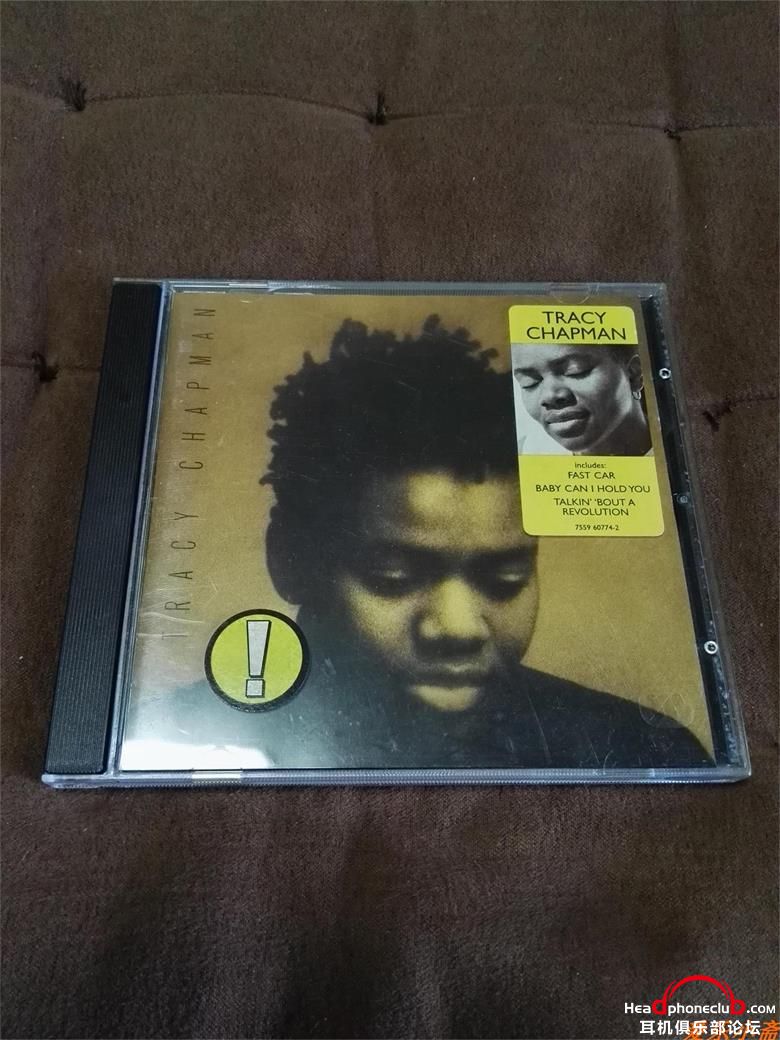 TRACY CHAPMAN
TRACY
CHAPMAN
includes:
FAST CAR
BABY CAN I HOLD YOU
TALKIN' 'BOUT A
REVOLUTION
7559 60774-2
!
Headphoneclub.com
耳机俱乐部论坛